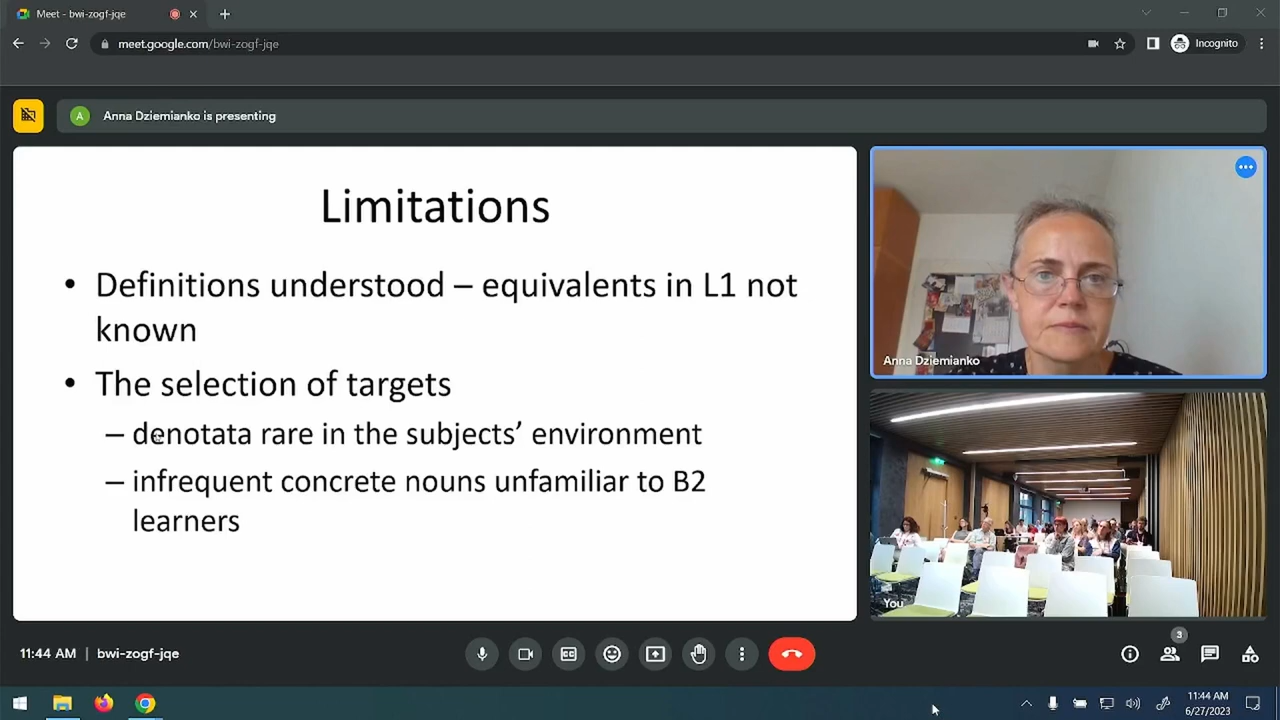 Meet - bwi-zogf-jqe
meet.google.com/bwi-zogf-jqe
Incognito
A
Anna Dziemianko is presenting
Limitations
• Definitions understood – equivalents in L1 not
known
• The selection of targets
– denotata rare in the subjects’ environment
– infrequent concrete nouns unfamiliar to B2
learners
Anna Dziemianko
You
11:44 AM | bwi-zogf-jqe
3
11:44 AM
6/27/2023